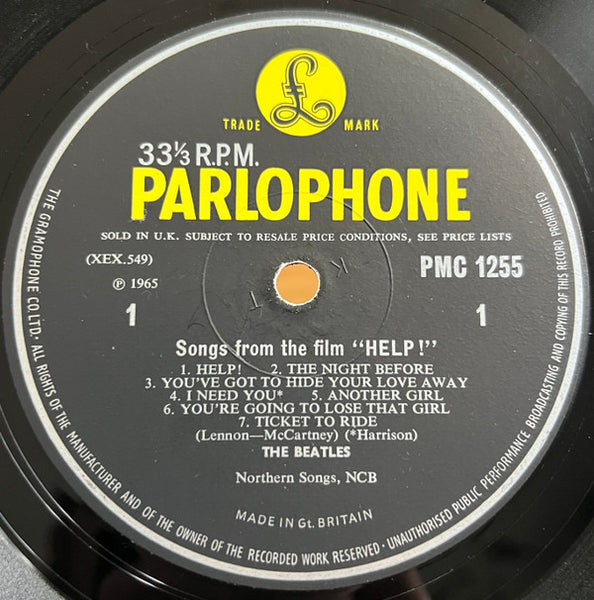 £
TRADE MARK
33⅓ R.P.M.
PARLOPHONE
SOLD IN U.K. SUBJECT TO RESALE PRICE CONDITIONS, SEE PRICE LISTS
(XEX.549) PMC 1255
℗ 1965
1 1
Songs from the film "HELP!"
1. HELP! 2. THE NIGHT BEFORE
3. YOU'VE GOT TO HIDE YOUR LOVE AWAY
4. I NEED YOU* 5. ANOTHER GIRL
6. YOU'RE GOING TO LOSE THAT GIRL
7. TICKET TO RIDE
(Lennon—McCartney) (*Harrison)
THE BEATLES
Northern Songs, NCB
MADE IN Gt. BRITAIN
THE GRAMOPHONE CO. LTD. · ALL RIGHTS OF THE MANUFACTURER AND OF THE OWNER OF THE RECORDED WORK RESERVED · UNAUTHORISED PUBLIC PERFORMANCE BROADCASTING AND COPYING OF THIS RECORD PROHIBITED